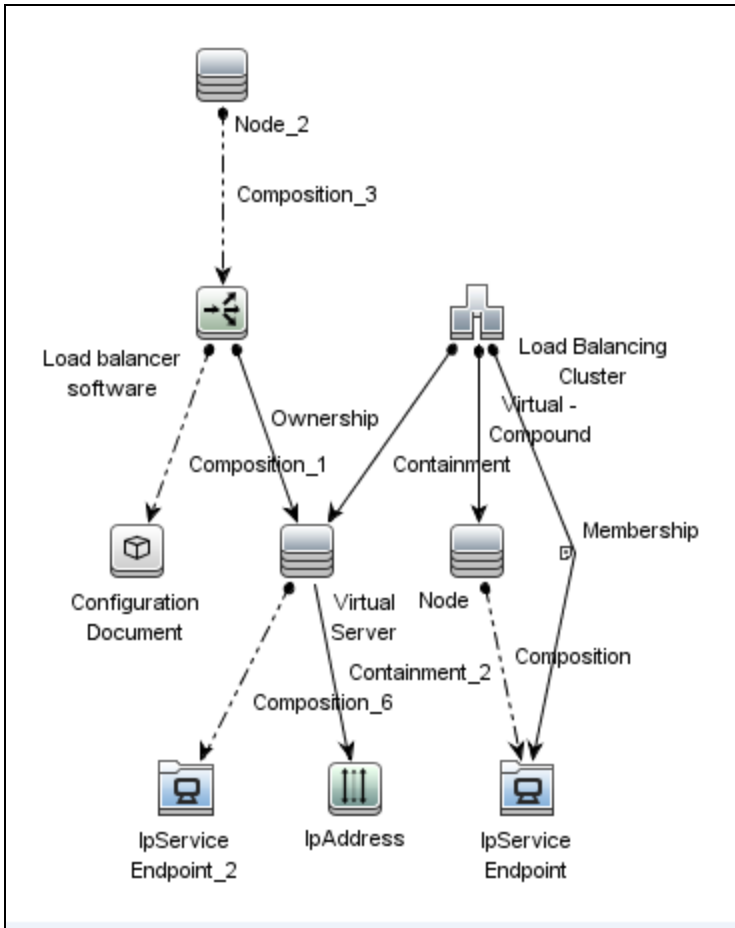 Node_2
Composition_3
Load balancer
software
Load Balancing
Cluster
Virtual -
Compound
Ownership
Composition_1
Containment
Membership
Configuration
Document
Virtual
Server
Node
Containment_2
Composition
Composition_6
IpService
Endpoint_2
IpAddress
IpService
Endpoint